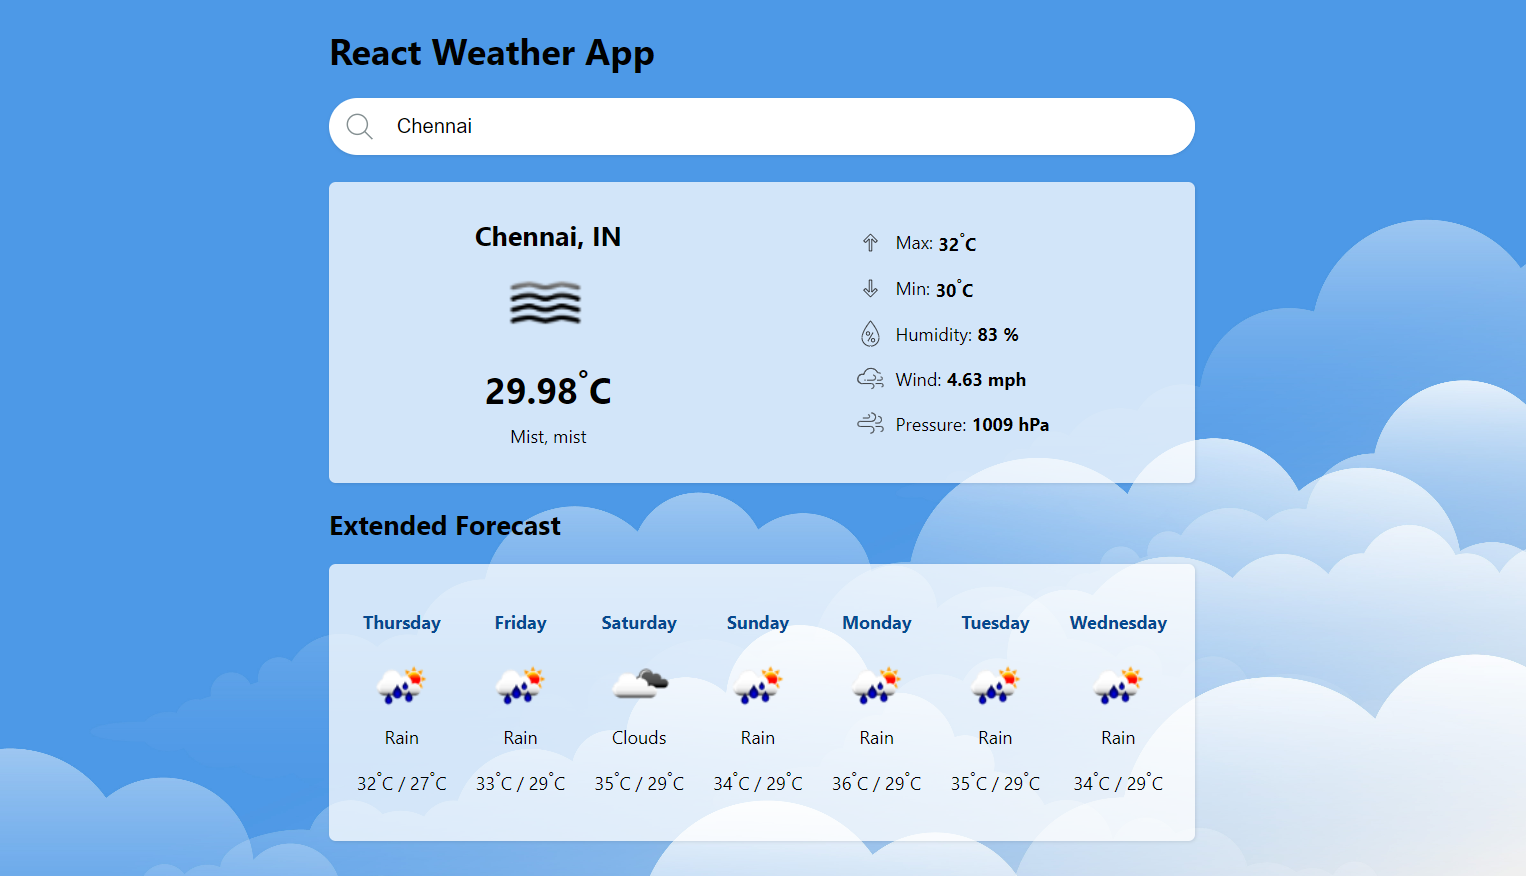 React Weather App
Chennai
Chennai, IN
29.98°C
Mist, mist
Max: 32°C
Min: 30°C
Humidity: 83 %
Wind: 4.63 mph
Pressure: 1009 hPa
Extended Forecast
Thursday Friday Saturday Sunday Monday Tuesday Wednesday
Rain Rain Clouds Rain Rain Rain Rain
32°C / 27°C 33°C / 29°C 35°C / 29°C 34°C / 29°C 36°C / 29°C 35°C / 29°C 34°C / 29°C